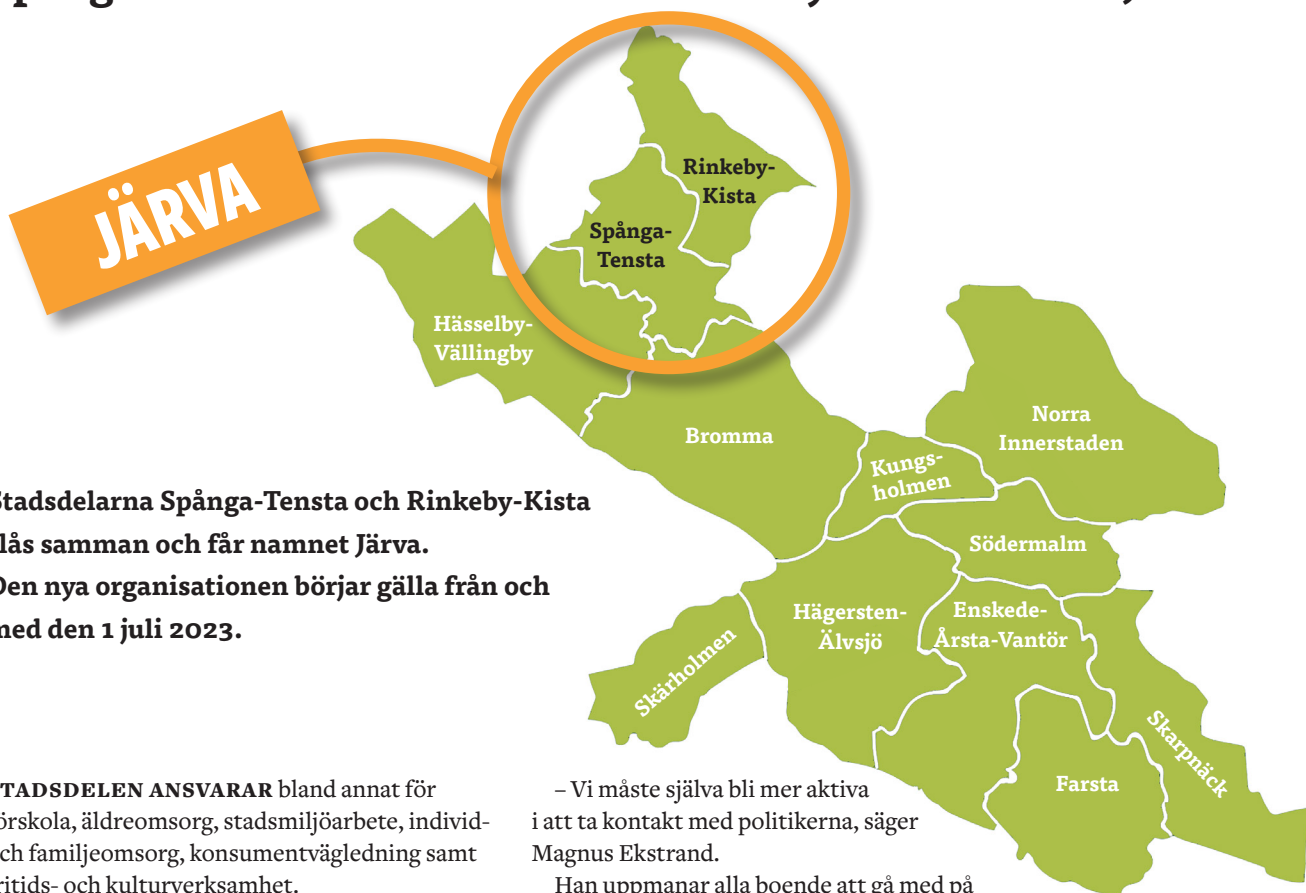 JÄRVA
Rinkeby-
Kista
Spånga-
Tensta
Hässelby-
Vällingby
Bromma
Norra
Innerstaden
Kungs-
holmen
Södermalm
Hägersten-
Älvsjö
Enskede-
Årsta-Vantör
Skärholmen
Skarpnäck
Farsta
Stadsdelarna Spånga-Tensta och Rinkeby-Kista
slås samman och får namnet Järva.
Den nya organisationen börjar gälla från och
med den 1 juli 2023.
STADSDELEN ANSVARAR bland annat för
förskola, äldreomsorg, stadsmiljöarbete, individ-
och familjeomsorg, konsumentvägledning samt
fritids- och kulturverksamhet.
– Vi måste själva bli mer aktiva
i att ta kontakt med politikerna, säger
Magnus Ekstrand.
Han uppmanar alla boende att gå med på